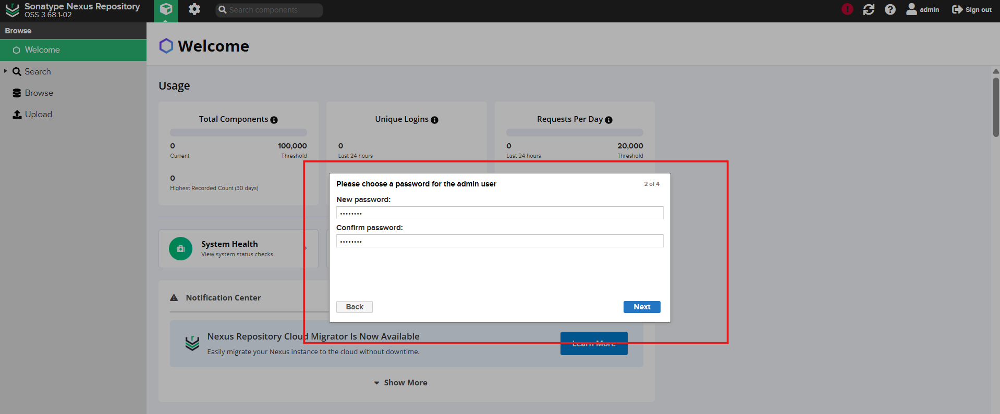 Sonatype Nexus Repository
OSS 3.68.1-02
Search components
admin
Sign out
Browse
Welcome
Search
Browse
Upload
Welcome
Usage
Total Components
0
100,000
Current
Threshold
0
Highest Recorded Count (30 days)
Unique Logins
0
Last 24 hours
Requests Per Day
0
20,000
Last 24 hours
Threshold
Please choose a password for the admin user
2 of 4
New password:
••••••••
Confirm password:
••••••••
Back
Next
System Health
View system status checks
Notification Center
Nexus Repository Cloud Migrator Is Now Available
Easily migrate your Nexus instance to the cloud without downtime.
Learn More
Show More